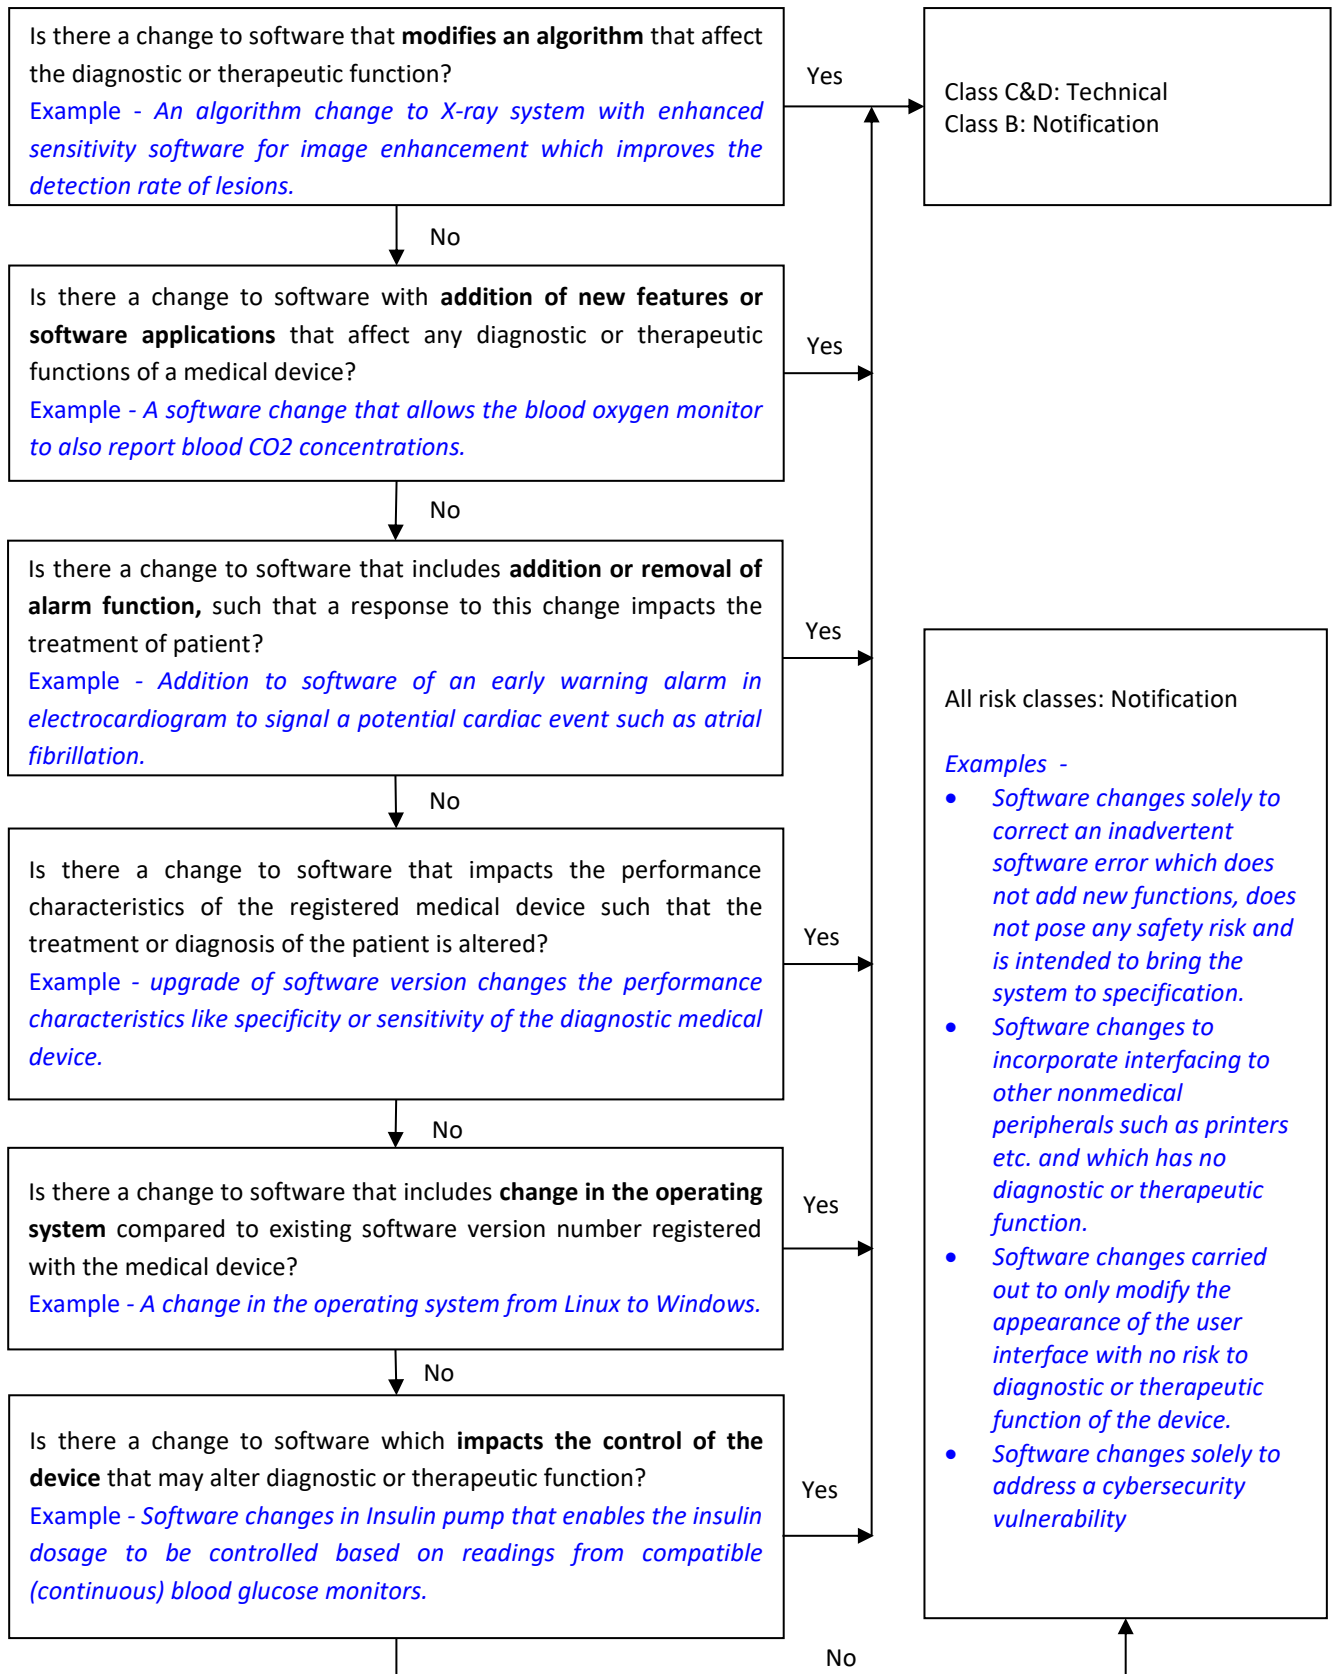 Is there a change to software that modifies an algorithm that affect
the diagnostic or therapeutic function?
Example - An algorithm change to X-ray system with enhanced
sensitivity software for image enhancement which improves the
detection rate of lesions.
Yes
Class C&D: Technical
Class B: Notification
No
Is there a change to software with addition of new features or
software applications that affect any diagnostic or therapeutic
functions of a medical device?
Example - A software change that allows the blood oxygen monitor
to also report blood CO2 concentrations.
Yes
No
Is there a change to software that includes addition or removal of
alarm function, such that a response to this change impacts the
treatment of patient?
Example - Addition to software of an early warning alarm in
electrocardiogram to signal a potential cardiac event such as atrial
fibrillation.
Yes
No
Is there a change to software that impacts the performance
characteristics of the registered medical device such that the
treatment or diagnosis of the patient is altered?
Example - upgrade of software version changes the performance
characteristics like specificity or sensitivity of the diagnostic medical
device.
Yes
No
Is there a change to software that includes change in the operating
system compared to existing software version number registered
with the medical device?
Example - A change in the operating system from Linux to Windows.
Yes
No
Is there a change to software which impacts the control of the
device that may alter diagnostic or therapeutic function?
Example - Software changes in Insulin pump that enables the insulin
dosage to be controlled based on readings from compatible
(continuous) blood glucose monitors.
Yes
No
All risk classes: Notification
Examples -
• Software changes solely to
correct an inadvertent
software error which does
not add new functions, does
not pose any safety risk and
is intended to bring the
system to specification.
• Software changes to
incorporate interfacing to
other nonmedical
peripherals such as printers
etc. and which has no
diagnostic or therapeutic
function.
• Software changes carried
out to only modify the
appearance of the user
interface with no risk to
diagnostic or therapeutic
function of the device.
• Software changes solely to
address a cybersecurity
vulnerability